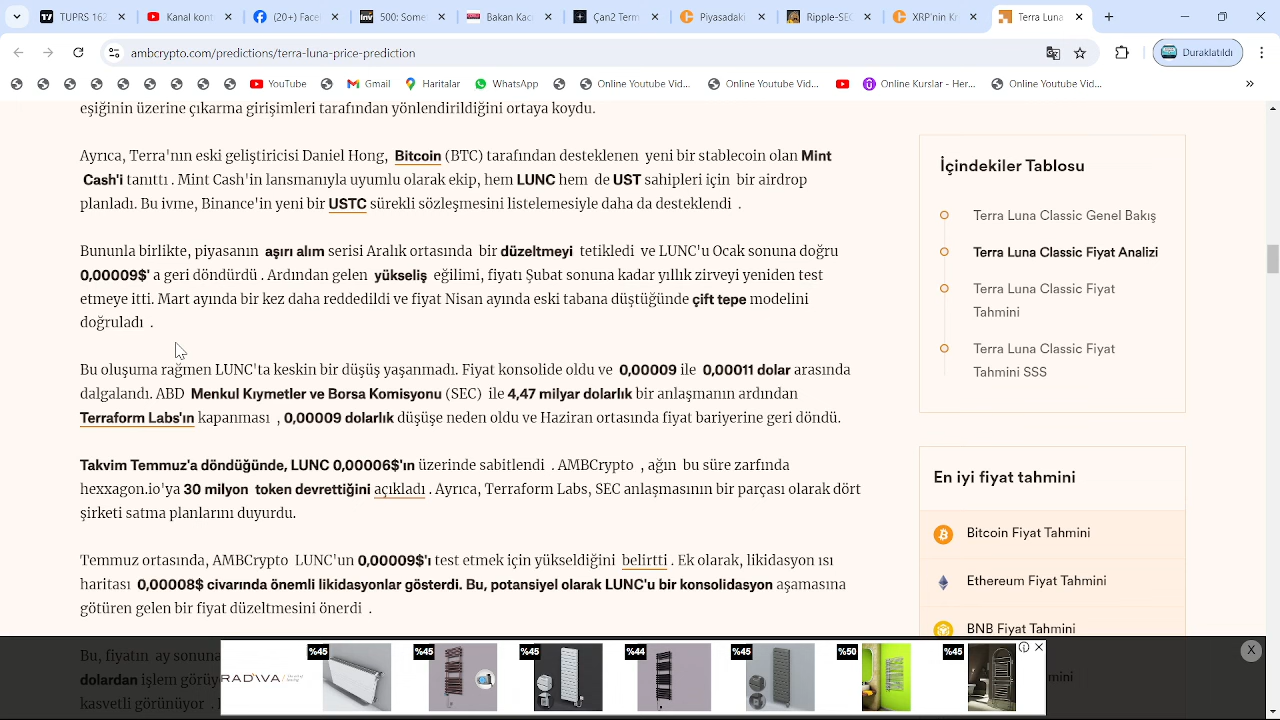 TUPRS 162
Fac
500: Som
Bakan Kac
Çan2 Term
Papatya S
Ripple-SE
XRP'nin k
Terra Luna
ambcrypto.com/predictions/terra-luna-price-prediction
Duraklatıldı
YouTube
Gmail
Haritalar
WhatsApp
Online Youtube Vid...
Online Youtube Vid...
Online Kurslar - Her...
Online Youtube Vid...
eşiğinin üzerine çıkarma girişimleri tarafından yönlendirildiğini ortaya koydu.
Ayrıca, Terra'nın eski geliştiricisi Daniel Hong, Bitcoin (BTC) tarafından desteklenen yeni bir stablecoin olan Mint
Cash'i tanıttı . Mint Cash'in lansmanıyla uyumlu olarak ekip, hem LUNC hem de UST sahipleri için bir airdrop
planladı. Bu ivme, Binance'in yeni bir USTC sürekli sözleşmesini listelemesiyle daha da desteklendi .
Bununla birlikte, piyasanın aşırı alım serisi Aralık ortasında bir düzeltmeyi tetikledi ve LUNC'u Ocak sonuna doğru
0,00009$' a geri döndürdü . Ardından gelen yükseliş eğilimi, fiyatı Şubat sonuna kadar yıllık zirveyi yeniden test
etmeye itti. Mart ayında bir kez daha reddedildi ve fiyat Nisan ayında eski tabana düştüğünde çift tepe modelini
doğruladı .
Bu oluşuma rağmen LUNC'ta keskin bir düşüş yaşanmadı. Fiyat konsolide oldu ve 0,00009 ile 0,00011 dolar arasında
dalgalandı. ABD Menkul Kıymetler ve Borsa Komisyonu (SEC) ile 4,47 milyar dolarlık bir anlaşmanın ardından
Terraform Labs'ın kapanması , 0,00009 dolarlık düşüşe neden oldu ve Haziran ortasında fiyat bariyerine geri döndü.
Takvim Temmuz'a döndüğünde, LUNC 0,00006$'ın üzerinde sabitlendi . AMBCrypto , ağın bu süre zarfında
hexxagon.io'ya 30 milyon token devrettiğini açıkladı . Ayrıca, Terraform Labs, SEC anlaşmasının bir parçası olarak dört
şirketi satma planlarını duyurdu.
Temmuz ortasında, AMBCrypto LUNC'un 0,00009$'ı test etmek için yükseldiğini belirtti . Ek olarak, likidasyon ısı
haritası 0,00008$ civarında önemli likidasyonlar gösterdi. Bu, potansiyel olarak LUNC'u bir konsolidasyon aşamasına
götüren gelen bir fiyat düzeltmesini önerdi .
Bu, fiyatın ay sonuna
dolardan işlem görüy
kasvetli görünüyor .
İçindekiler Tablosu
Terra Luna Classic Genel Bakış
Terra Luna Classic Fiyat Analizi
Terra Luna Classic Fiyat
Tahmini
Terra Luna Classic Fiyat
Tahmini SSS
En iyi fiyat tahmini
Bitcoin Fiyat Tahmini
Ethereum Fiyat Tahmini
BNB Fiyat Tahmini
%45
%45
%45
%44
%45
%50
%45
X